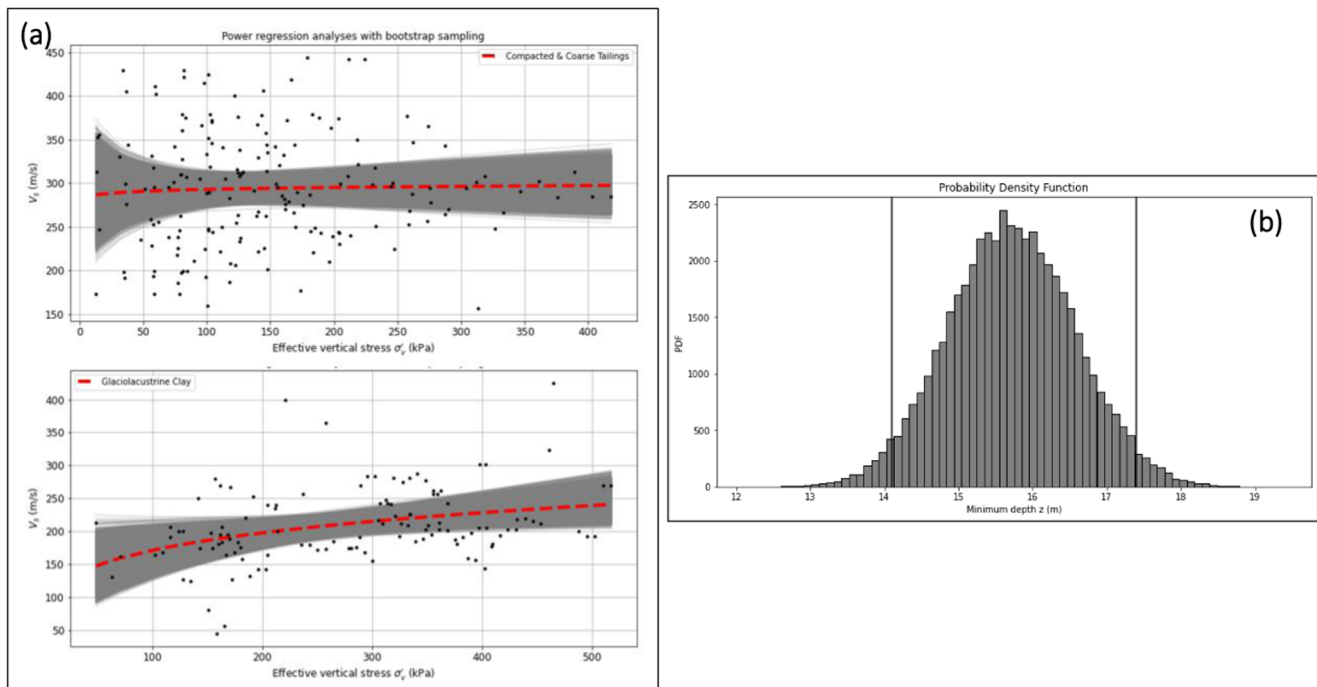 (a)
Power regression analyses with bootstrap sampling
Compacted & Coarse Tailings
450
400
350
300
250
200
150
Vs (m/s)
0 50 100 150 200 250 300 350 400
Effective vertical stress σ′v (kPa)
Glaciolacustrine Clay
400
350
300
250
200
150
100
50
Vs (m/s)
100 200 300 400 500
Effective vertical stress σ′v (kPa)
Probability Density Function
(b)
2500
2000
1500
1000
500
0
PDF
12 13 14 15 16 17 18 19
Minimum depth z (m)